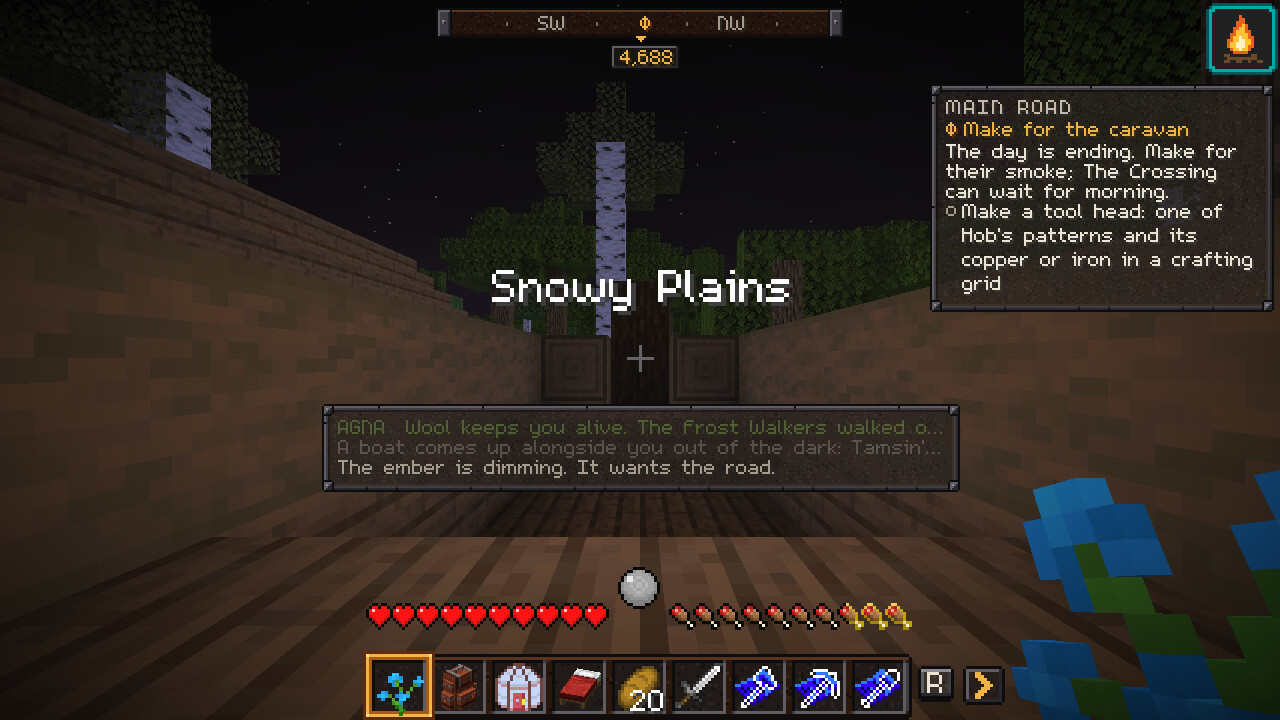 SW NW
4,688
MAIN ROAD
Make for the caravan
The day is ending. Make for
their smoke; The Crossing
can wait for morning.
Make a tool head: one of
Hob's patterns and its
copper or iron in a crafting
grid
Snowy Plains
AGNA Wool keeps you alive. The Frost Walkers walked o...
A boat comes up alongside you out of the dark: Tamsin'...
The ember is dimming. It wants the road.
20
R